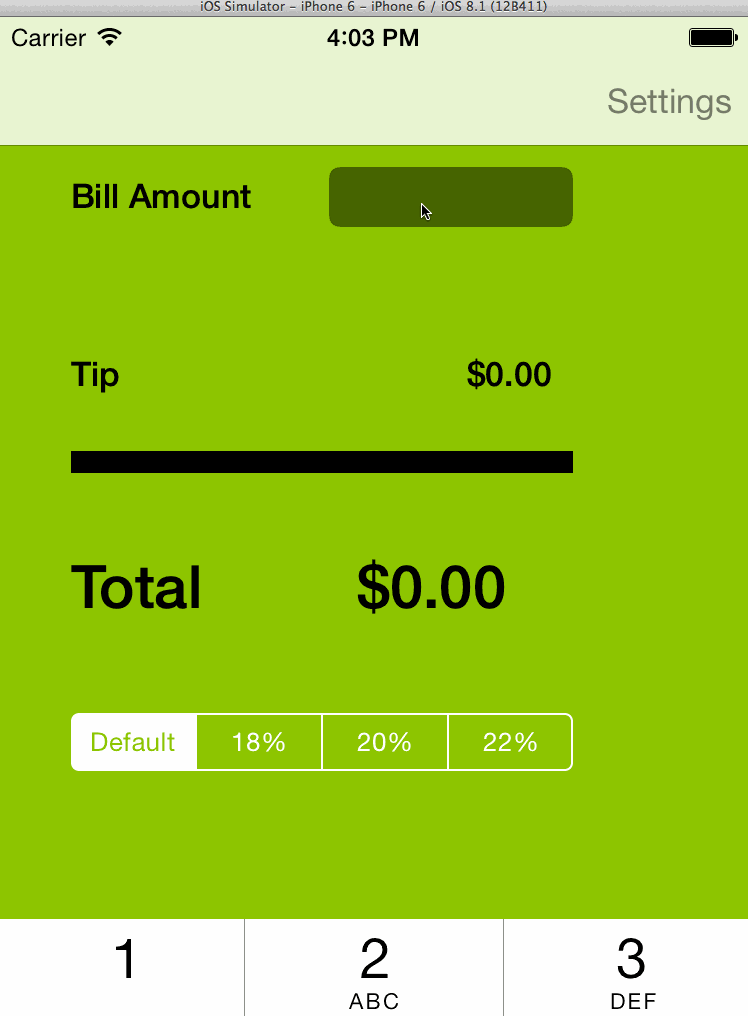 iOS Simulator – iPhone 6 – iPhone 6 / iOS 8.1 (12B411)
Carrier 4:03 PM
Settings
Bill Amount
Tip $0.00
Total $0.00
Default 18% 20% 22%
1 2 3
ABC DEF